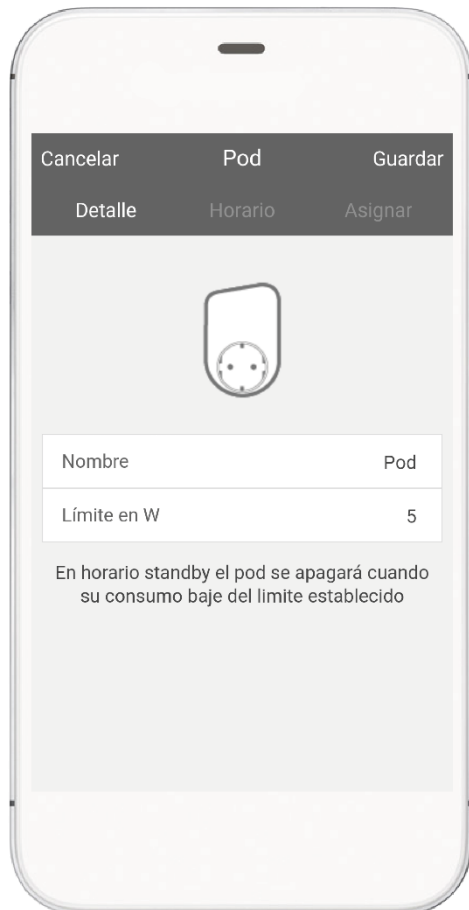 Cancelar Pod Guardar
Detalle Horario Asignar
Nombre Pod
Límite en W 5
En horario standby el pod se apagará cuando
su consumo baje del limite establecido